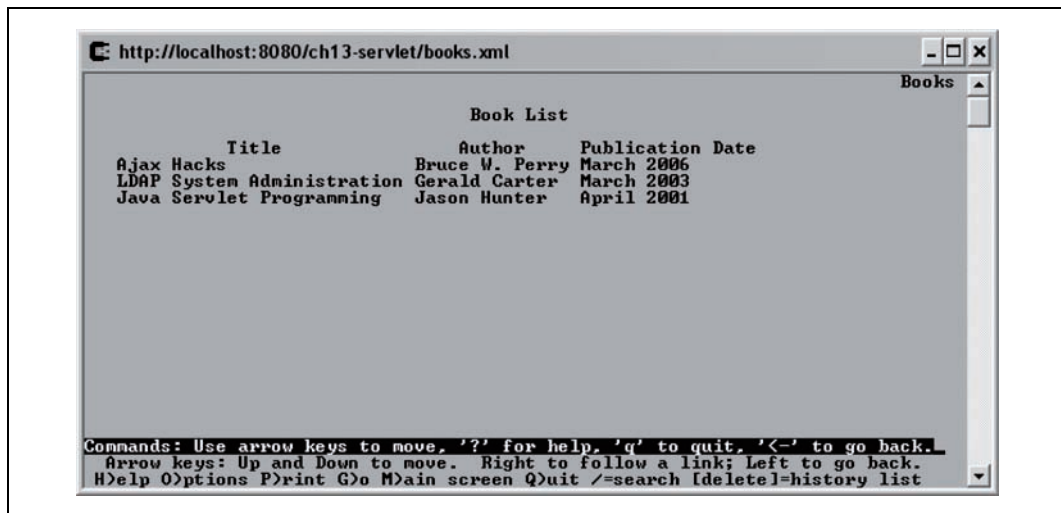 http://localhost:8080/ch13-servlet/books.xml
Books
Book List
Title Author Publication Date
Ajax Hacks Bruce W. Perry March 2006
LDAP System Administration Gerald Carter March 2003
Java Servlet Programming Jason Hunter April 2001
Commands: Use arrow keys to move, '?' for help, 'q' to quit, '<-' to go back.
Arrow keys: Up and Down to move. Right to follow a link; Left to go back.
H)elp O)ptions P)rint G)o M)ain screen Q)uit /=search [delete]=history list